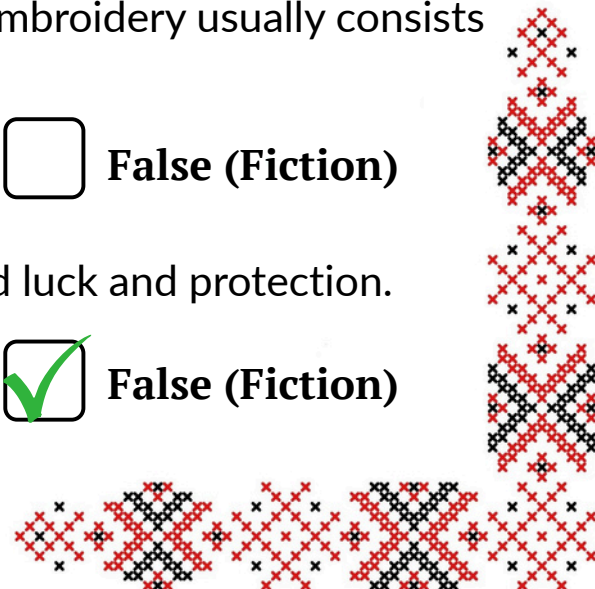 mbroidery usually consists
False (Fiction)
d luck and protection.
False (Fiction)